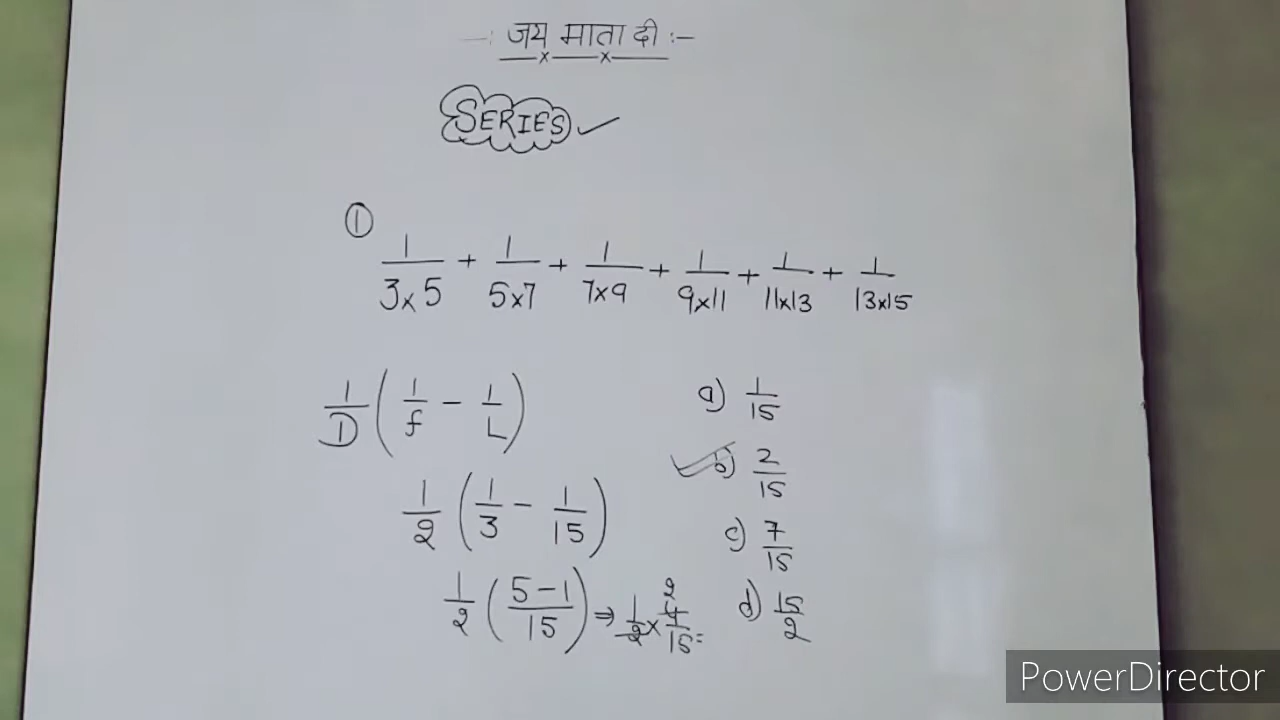 -: जय माता दी :-
SERIES ✓
① 1/3×5 + 1/5×7 + 1/7×9 + 1/9×11 + 1/11×13 + 1/13×15
1/D (1/f - 1/L)
1/2 (1/3 - 1/15)
1/2 (5-1/15) ⇒ 1/2 × 4/15 = 2
a) 1/15
✓ b) 2/15
c) 7/15
d) 15/2
PowerDirector